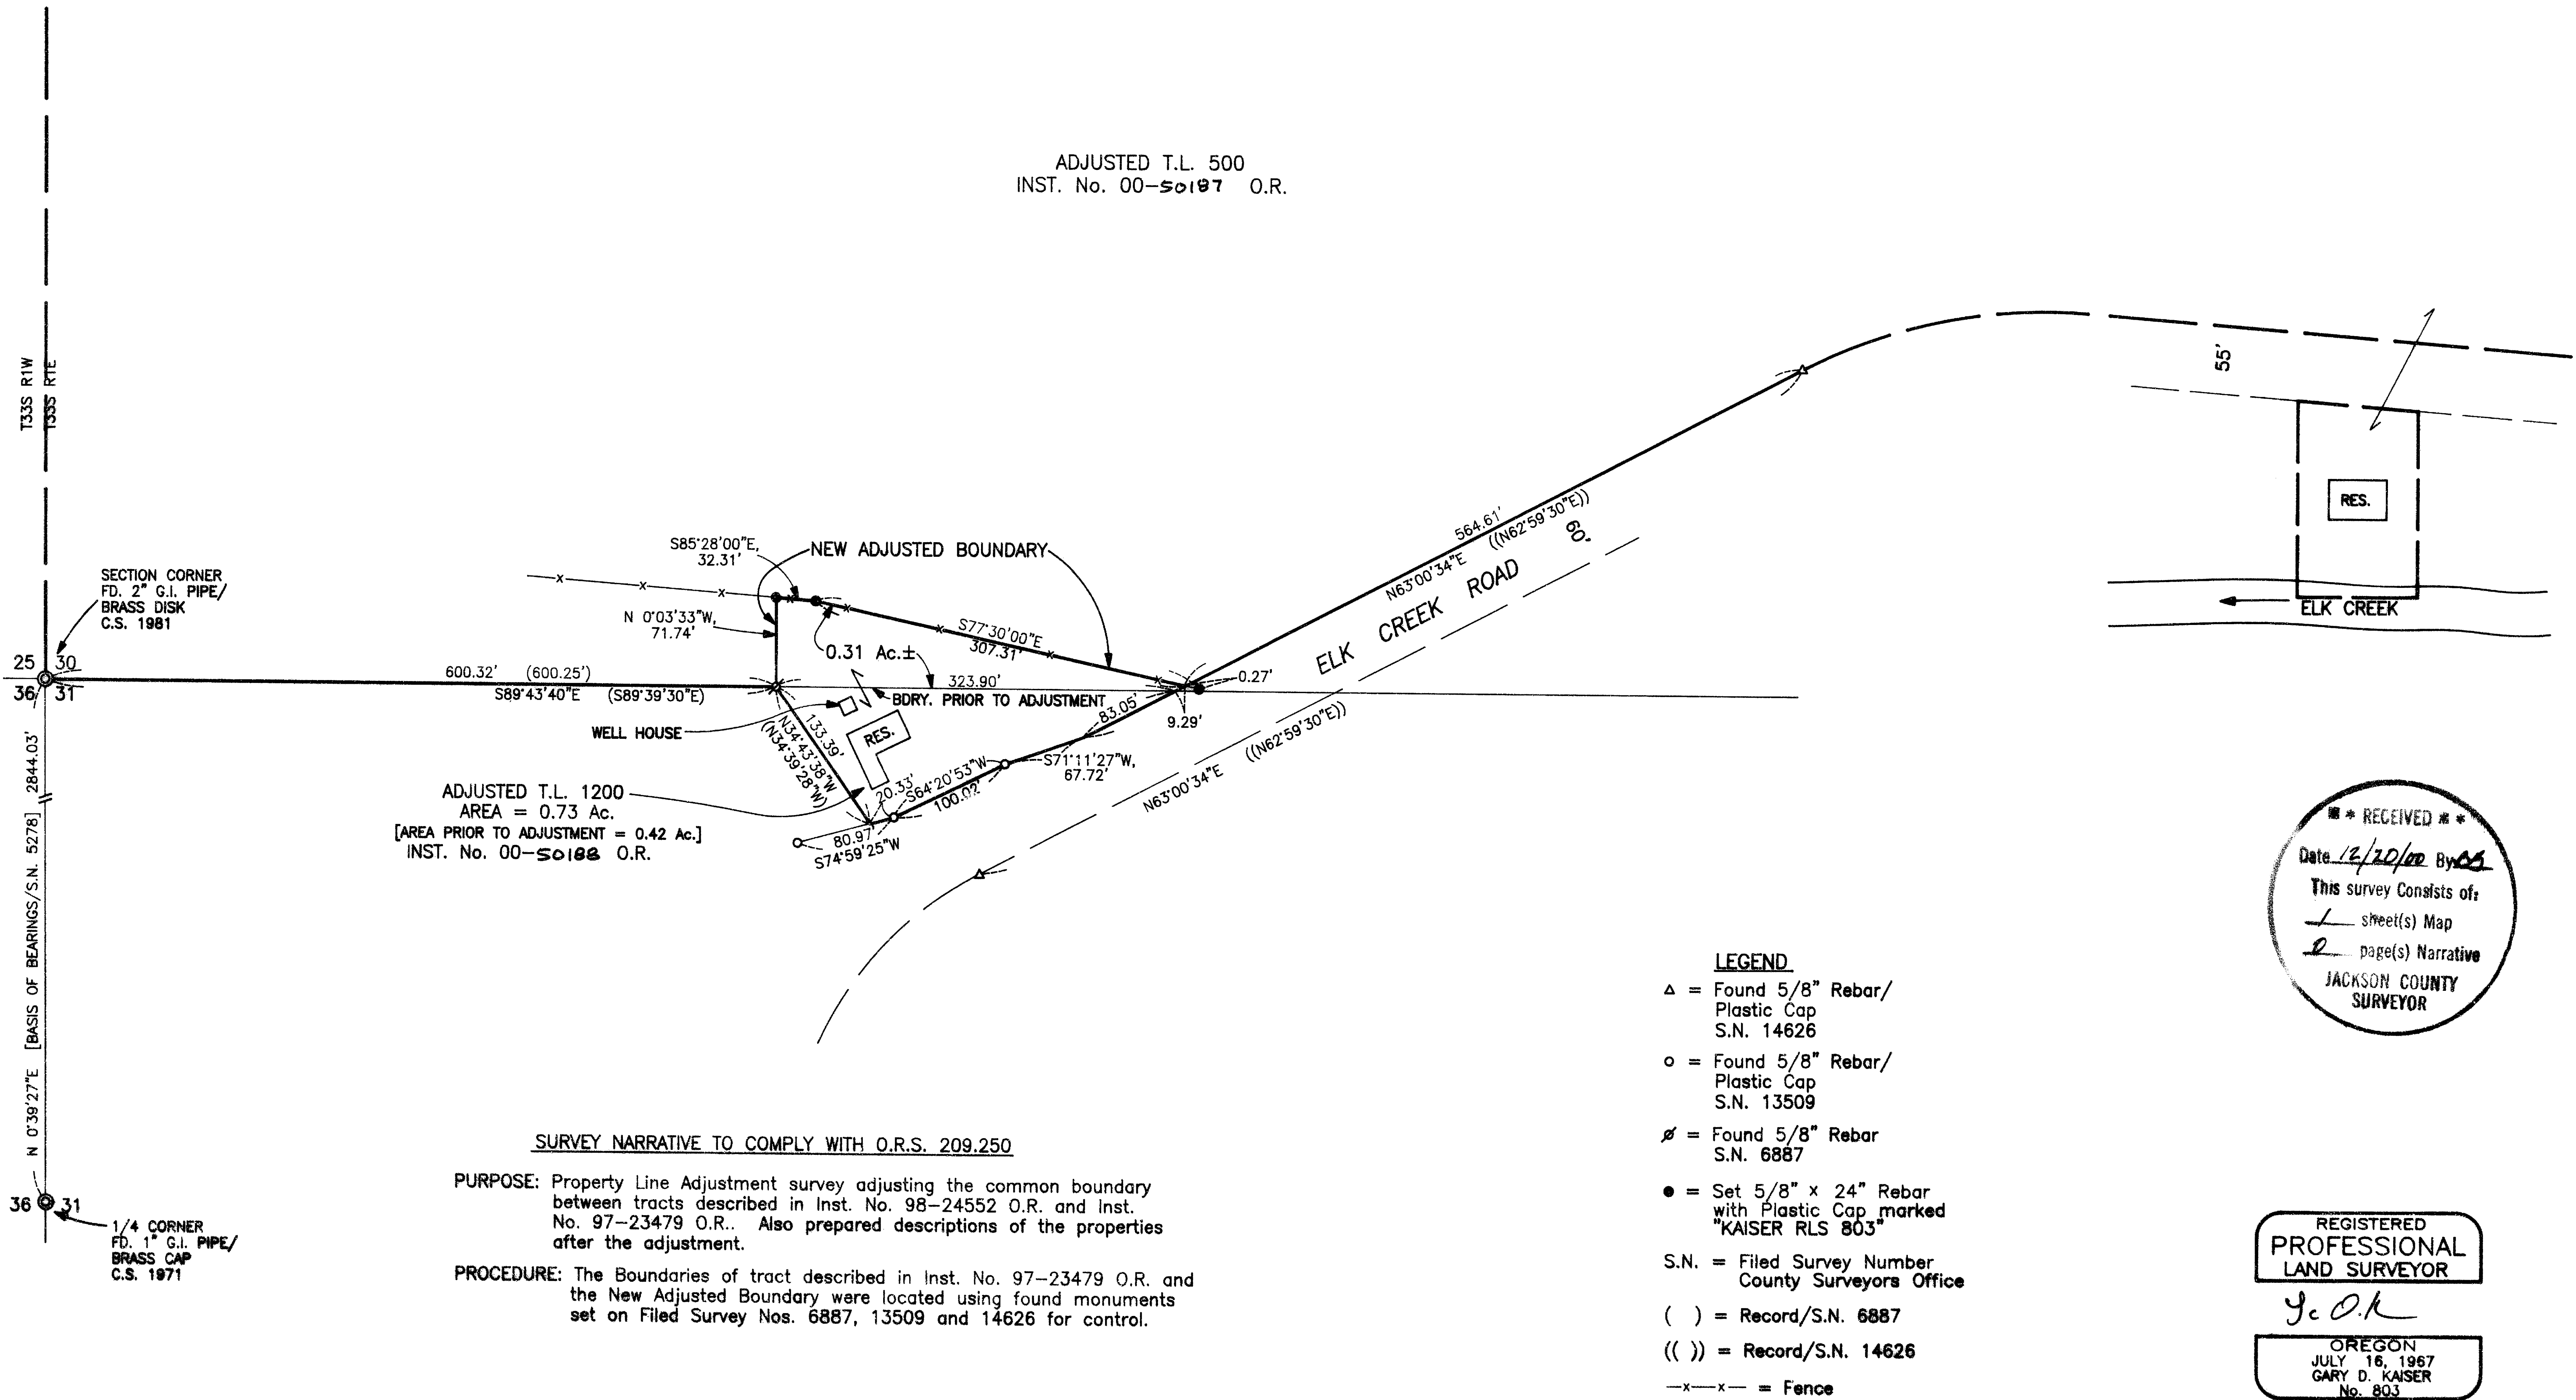 ADJUSTED T.L. 500
INST. No. 00-50187 O.R.
T33S R1W
T33S R1E
55'
RES.
ELK CREEK
SECTION CORNER
FD. 2" G.I. PIPE/
BRASS DISK
C.S. 1981
25 30
36 31
600.32' (600.25')
S89°43'40"E (S89°39'30"E)
S85°28'00"E,
32.31'
NEW ADJUSTED BOUNDARY
N 0°03'33"W,
71.74'
S77°30'00"E
307.31'
0.31 Ac.±
323.90'
BDRY. PRIOR TO ADJUSTMENT
0.27'
9.29'
83.05'
564.61'
N63°00'34"E ((N62°59'30"E))
60'
ELK CREEK ROAD
N63°00'34"E ((N62°59'30"E))
WELL HOUSE
RES.
133.39'
N34°43'38"W
(N34°39'28"W)
20.33'
S64°20'53"W
100.02'
S71°11'27"W,
67.72'
80.97'
S74°59'25"W
ADJUSTED T.L. 1200
AREA = 0.73 Ac.
[AREA PRIOR TO ADJUSTMENT = 0.42 Ac.]
INST. No. 00-50188 O.R.
N 0°39'27"E [BASIS OF BEARINGS/S.N. 5278] 2844.03'
36 31
1/4 CORNER
FD. 1" G.I. PIPE/
BRASS CAP
C.S. 1971
SURVEY NARRATIVE TO COMPLY WITH O.R.S. 209.250
PURPOSE: Property Line Adjustment survey adjusting the common boundary
between tracts described in Inst. No. 98-24552 O.R. and Inst.
No. 97-23479 O.R.. Also prepared descriptions of the properties
after the adjustment.
PROCEDURE: The Boundaries of tract described in Inst. No. 97-23479 O.R. and
the New Adjusted Boundary were located using found monuments
set on Filed Survey Nos. 6887, 13509 and 14626 for control.
LEGEND
△ = Found 5/8" Rebar/
Plastic Cap
S.N. 14626
○ = Found 5/8" Rebar/
Plastic Cap
S.N. 13509
ø = Found 5/8" Rebar
S.N. 6887
● = Set 5/8" x 24" Rebar
with Plastic Cap marked
"KAISER RLS 803"
S.N. = Filed Survey Number
County Surveyors Office
( ) = Record/S.N. 6887
(( )) = Record/S.N. 14626
—x—x— = Fence
* * RECEIVED * *
Date 12/20/00 By
This survey Consists of:
1 sheet(s) Map
0 page(s) Narrative
JACKSON COUNTY
SURVEYOR
REGISTERED
PROFESSIONAL
LAND SURVEYOR
OREGON
JULY 16, 1967
GARY D. KAISER
No. 803